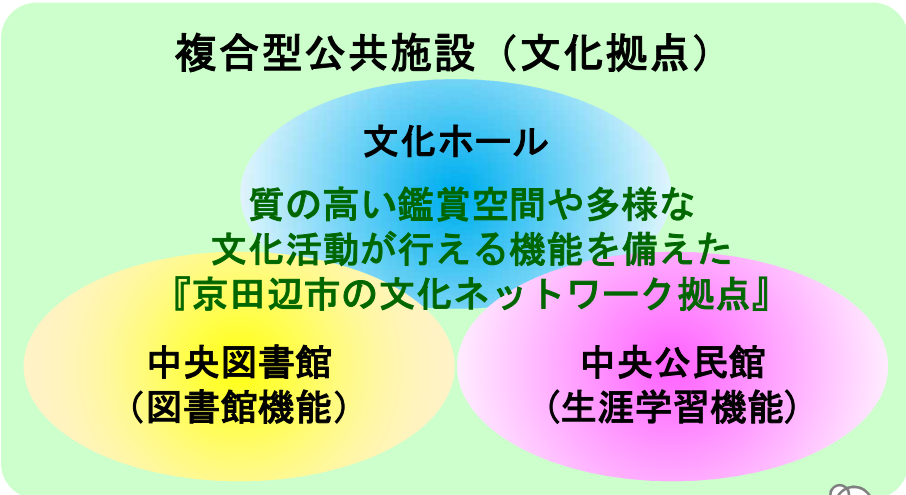 複合型公共施設（文化拠点）
文化ホール
質の高い鑑賞空間や多様な
文化活動が行える機能を備えた
『京田辺市の文化ネットワーク拠点』
中央図書館
（図書館機能）
中央公民館
（生涯学習機能）